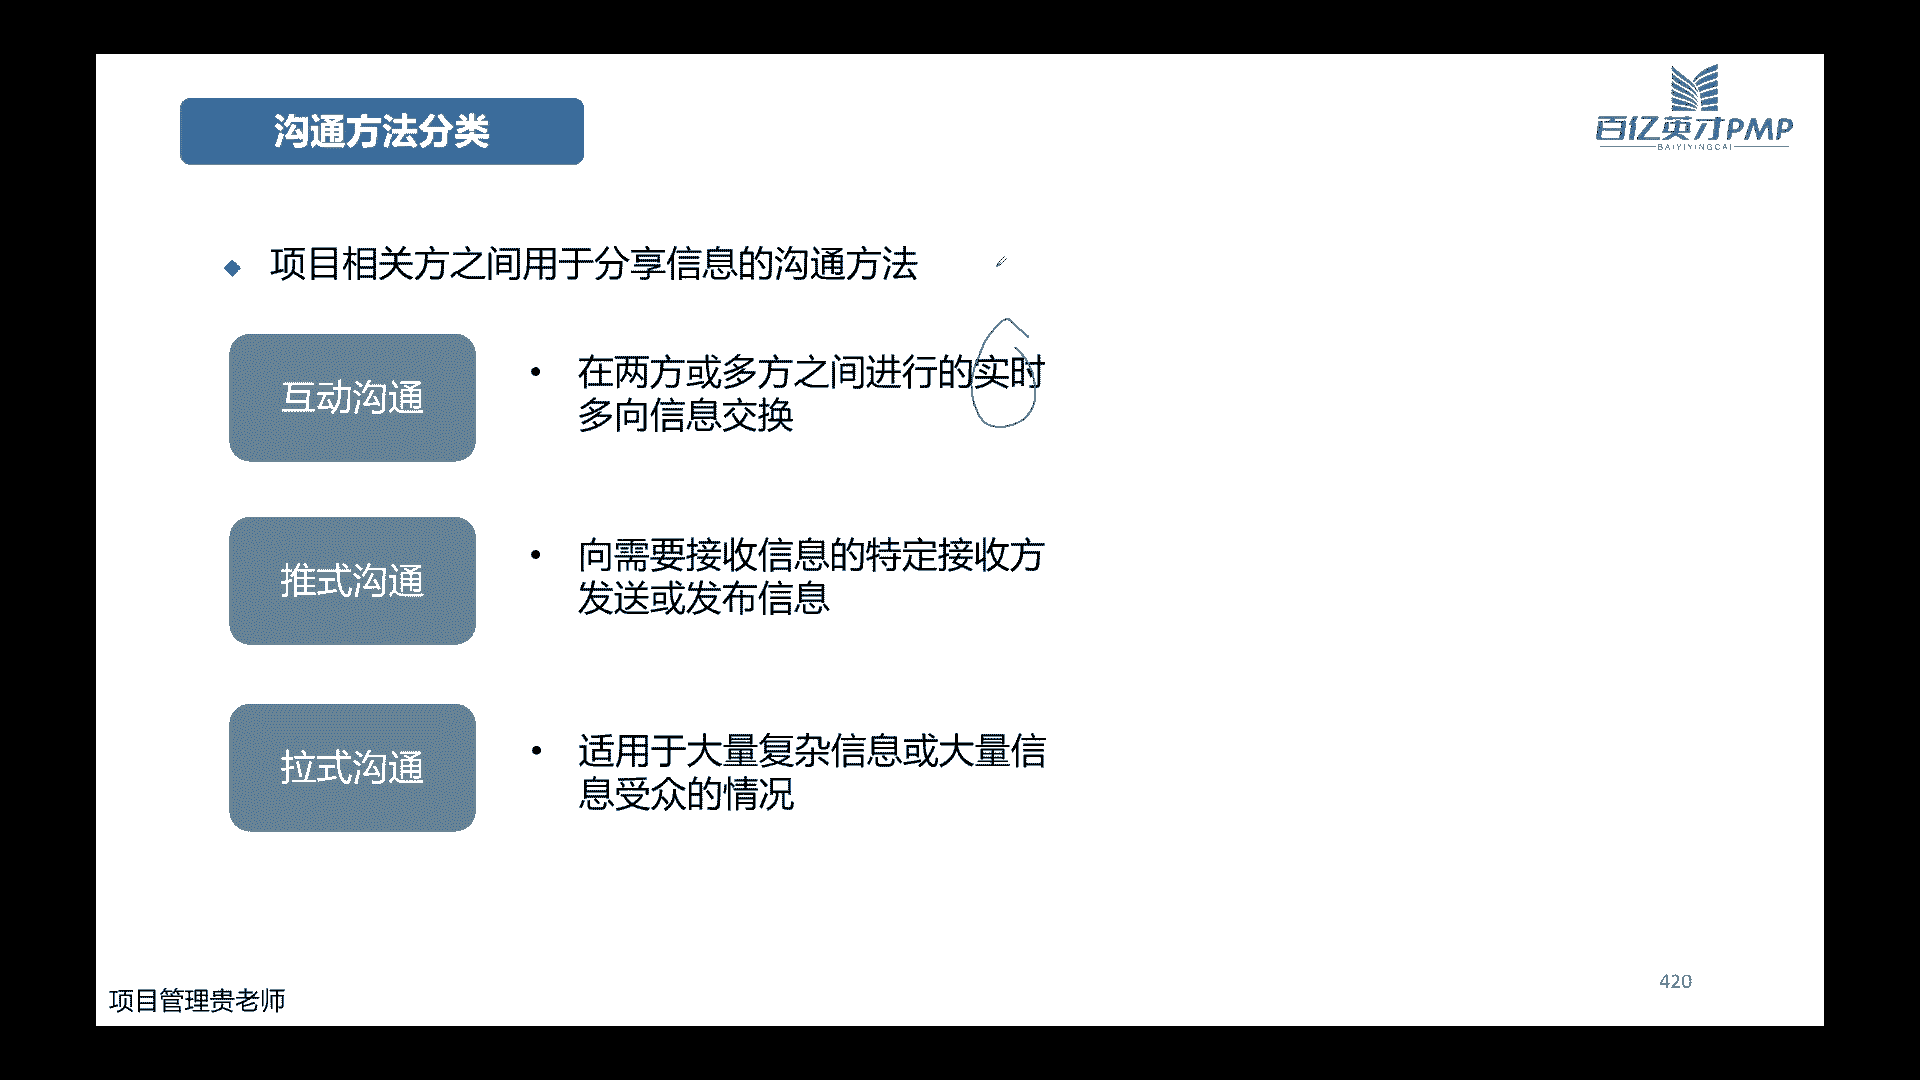 沟通方法分类
百亿英才PMP
BAIYIYINGCAI
项目相关方之间用于分享信息的沟通方法
互动沟通
在两方或多方之间进行的实时
多向信息交换
推式沟通
向需要接收信息的特定接收方
发送或发布信息
拉式沟通
适用于大量复杂信息或大量信
息受众的情况
项目管理贵老师
420